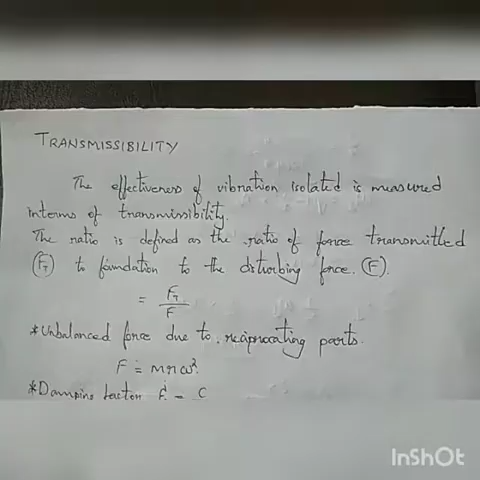 TRANSMISSIBILITY
The effectiveness of vibration isolated is measured
interms of transmissibility.
The ratio is defined as the ratio of force transmitted
(FT) to foundation to the disturbing force. (F).
= FT / F
*Unbalanced force due to reciprocating parts.
F = mrω².
*Damping factor ξ = C
InShOt